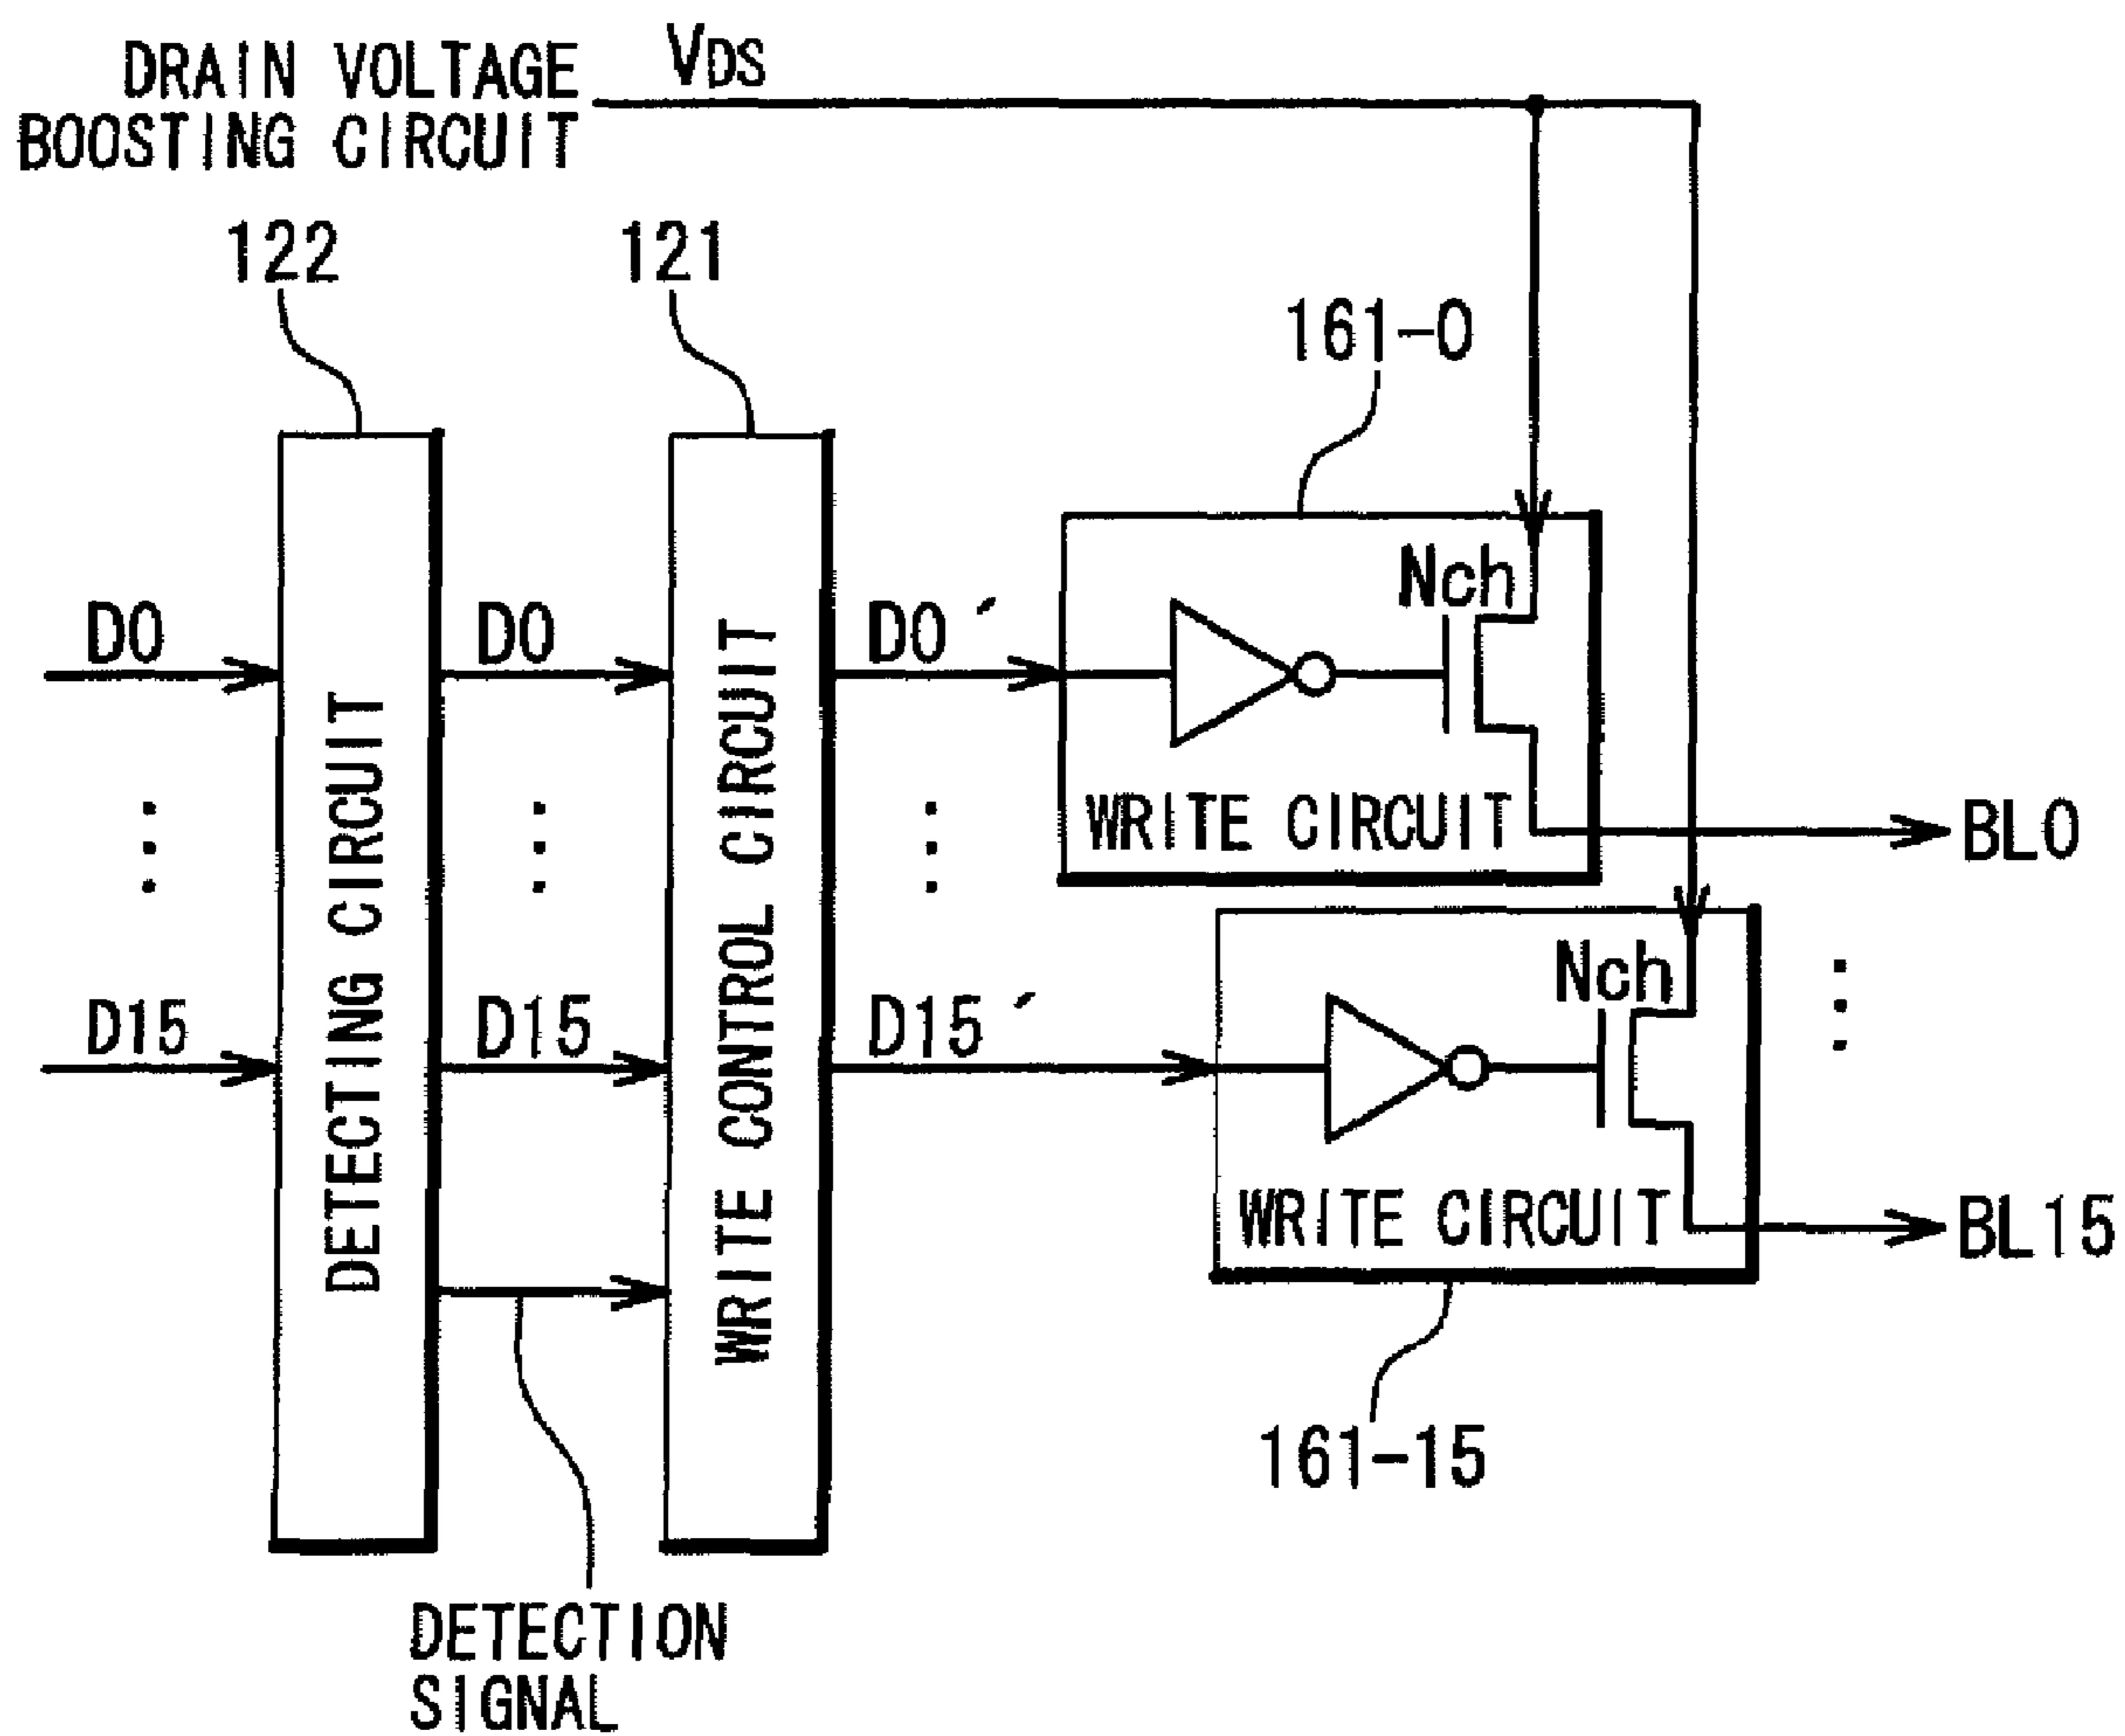 DRAIN VOLTAGE
BOOSTING CIRCUIT
VDS
122
121
161-0
D0
D0
D0´
Nch
WRITE CIRCUIT
BL0
D15
D15
D15´
Nch
WRITE CIRCUIT
BL15
DETECTING CIRCUIT
WRITE CONTROL CIRCUIT
161-15
DETECTION
SIGNAL